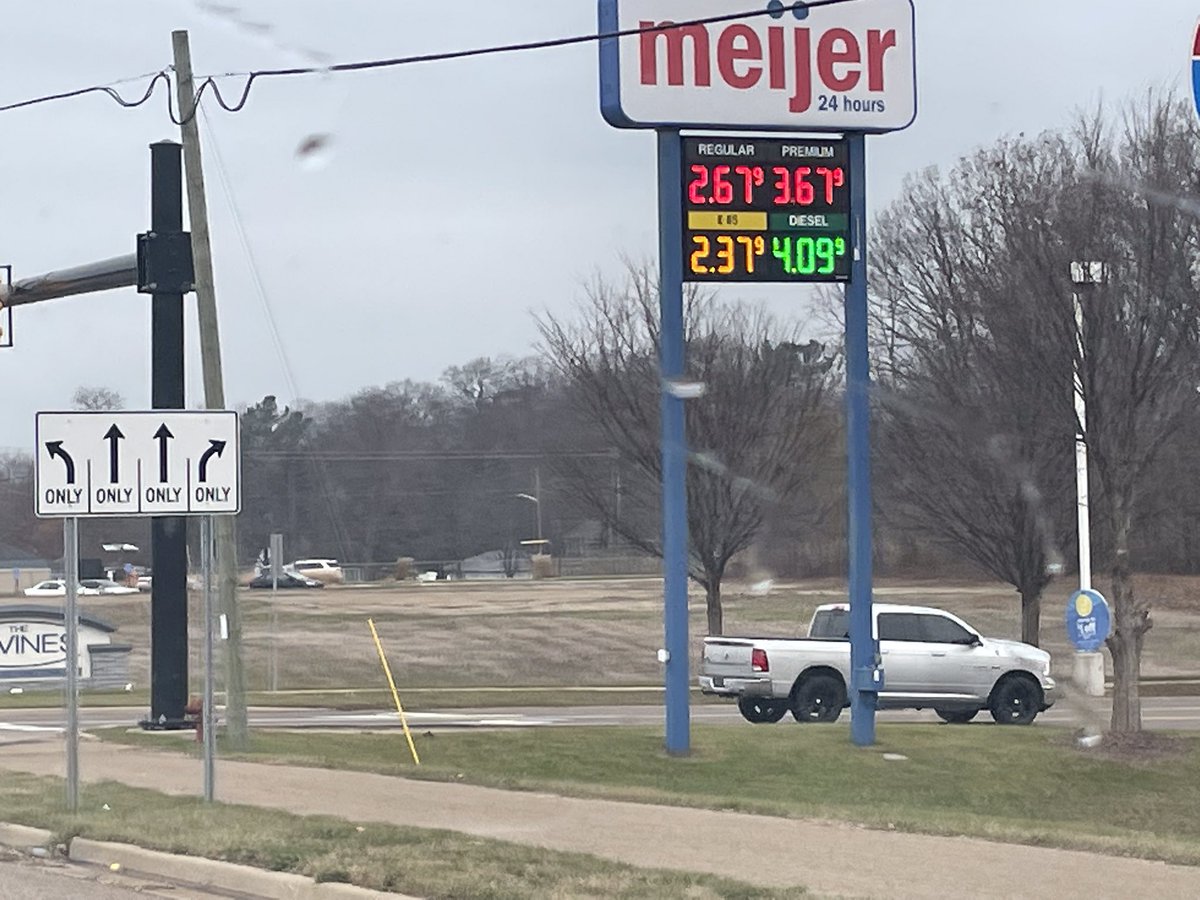 meijer
24 hours
REGULAR PREMIUM
2.67⁹ 3.67⁹
E 85 DIESEL
2.37⁹ 4.09⁹
ONLY ONLY ONLY ONLY
THE
VINES